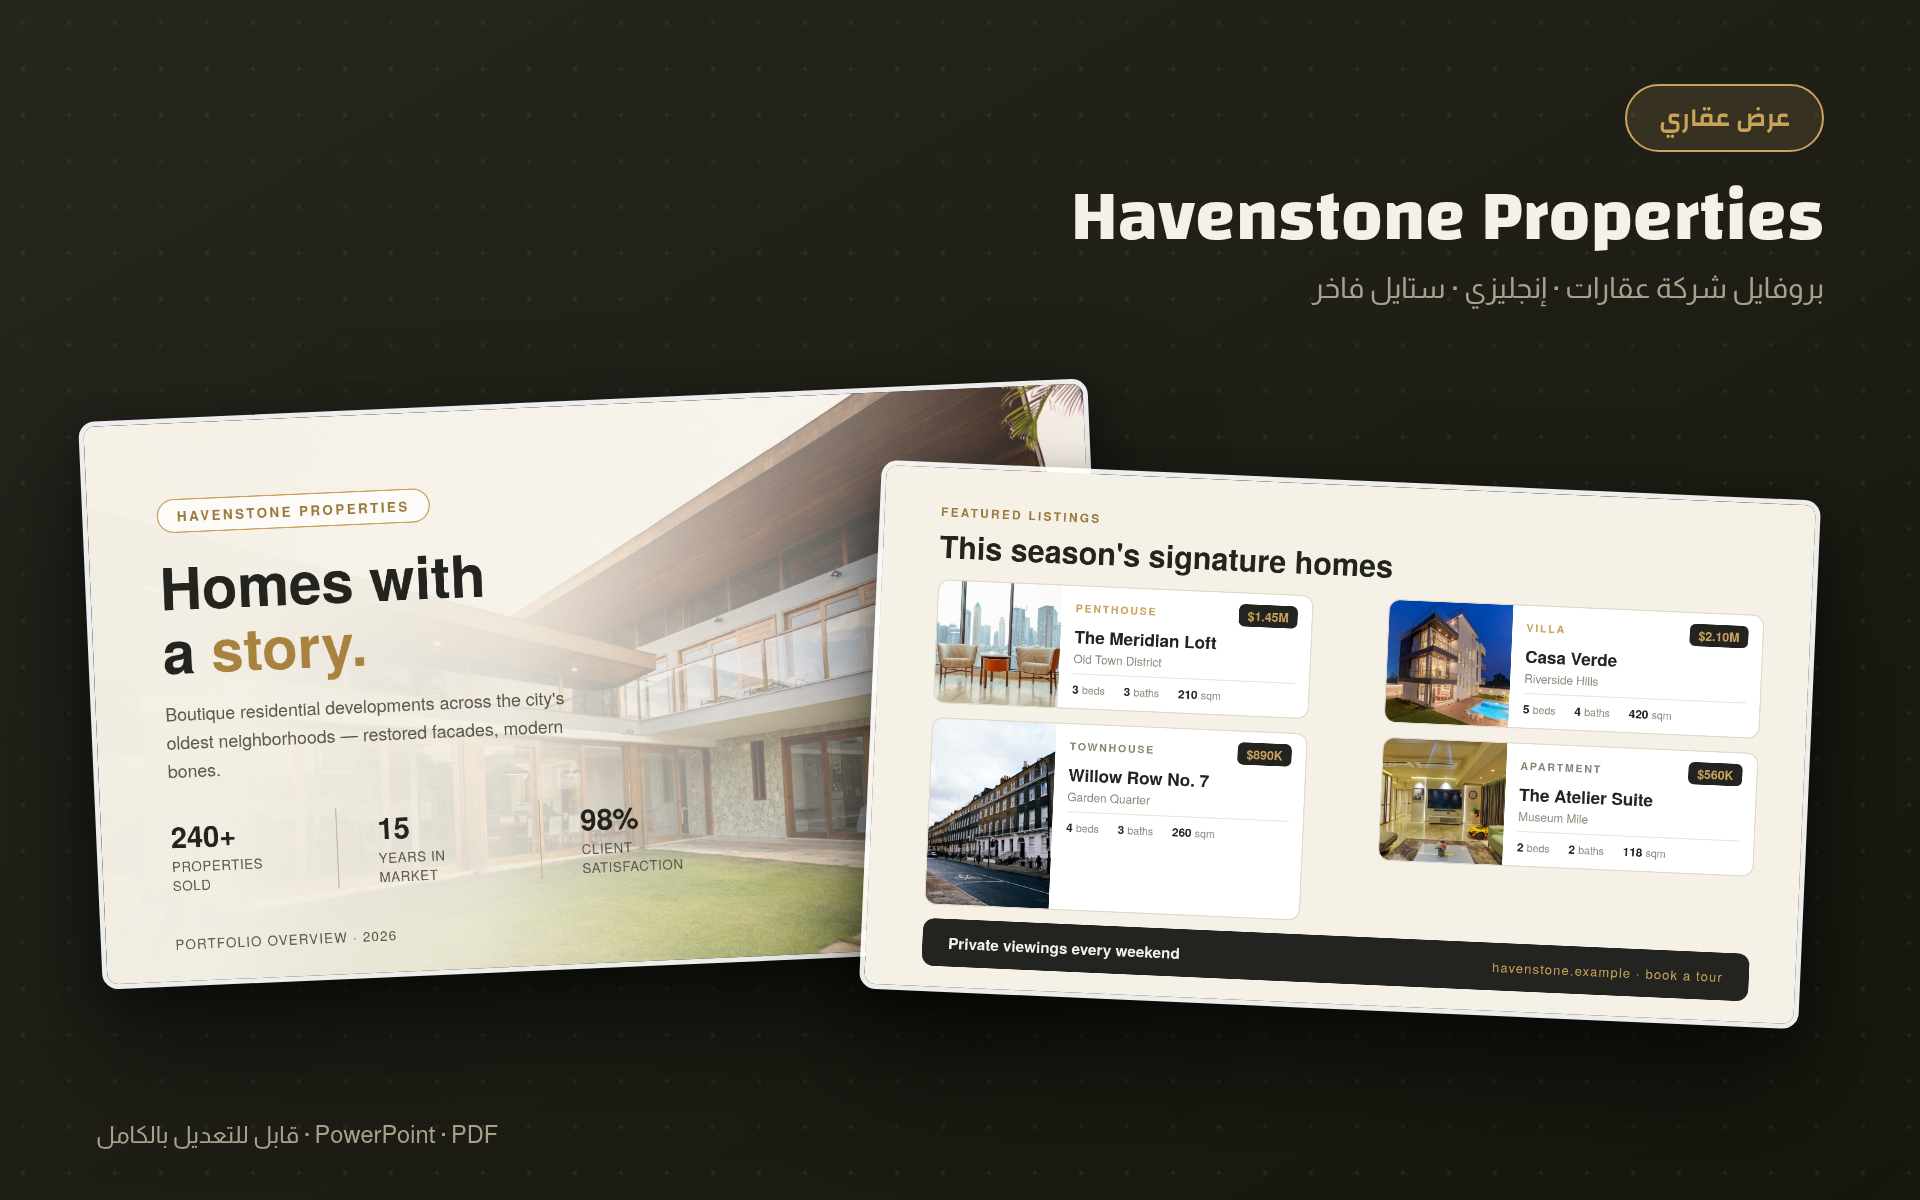 عرض عقاري
Havenstone Properties
بروفايل شركة عقارات · إنجليزي · ستايل فاخر
HAVENSTONE PROPERTIES
Homes with
a story.
Boutique residential developments across the city's
oldest neighborhoods — restored facades, modern
bones.
240+
PROPERTIES
SOLD
15
YEARS IN
MARKET
98%
CLIENT
SATISFACTION
PORTFOLIO OVERVIEW · 2026
FEATURED LISTINGS
This season's signature homes
PENTHOUSE
$1.45M
The Meridian Loft
Old Town District
3 beds 3 baths 210 sqm
VILLA
$2.10M
Casa Verde
Riverside Hills
5 beds 4 baths 420 sqm
TOWNHOUSE
$890K
Willow Row No. 7
Garden Quarter
4 beds 3 baths 260 sqm
APARTMENT
$560K
The Atelier Suite
Museum Mile
2 beds 2 baths 118 sqm
Private viewings every weekend
havenstone.example · book a tour
قابل للتعديل بالكامل · PowerPoint · PDF